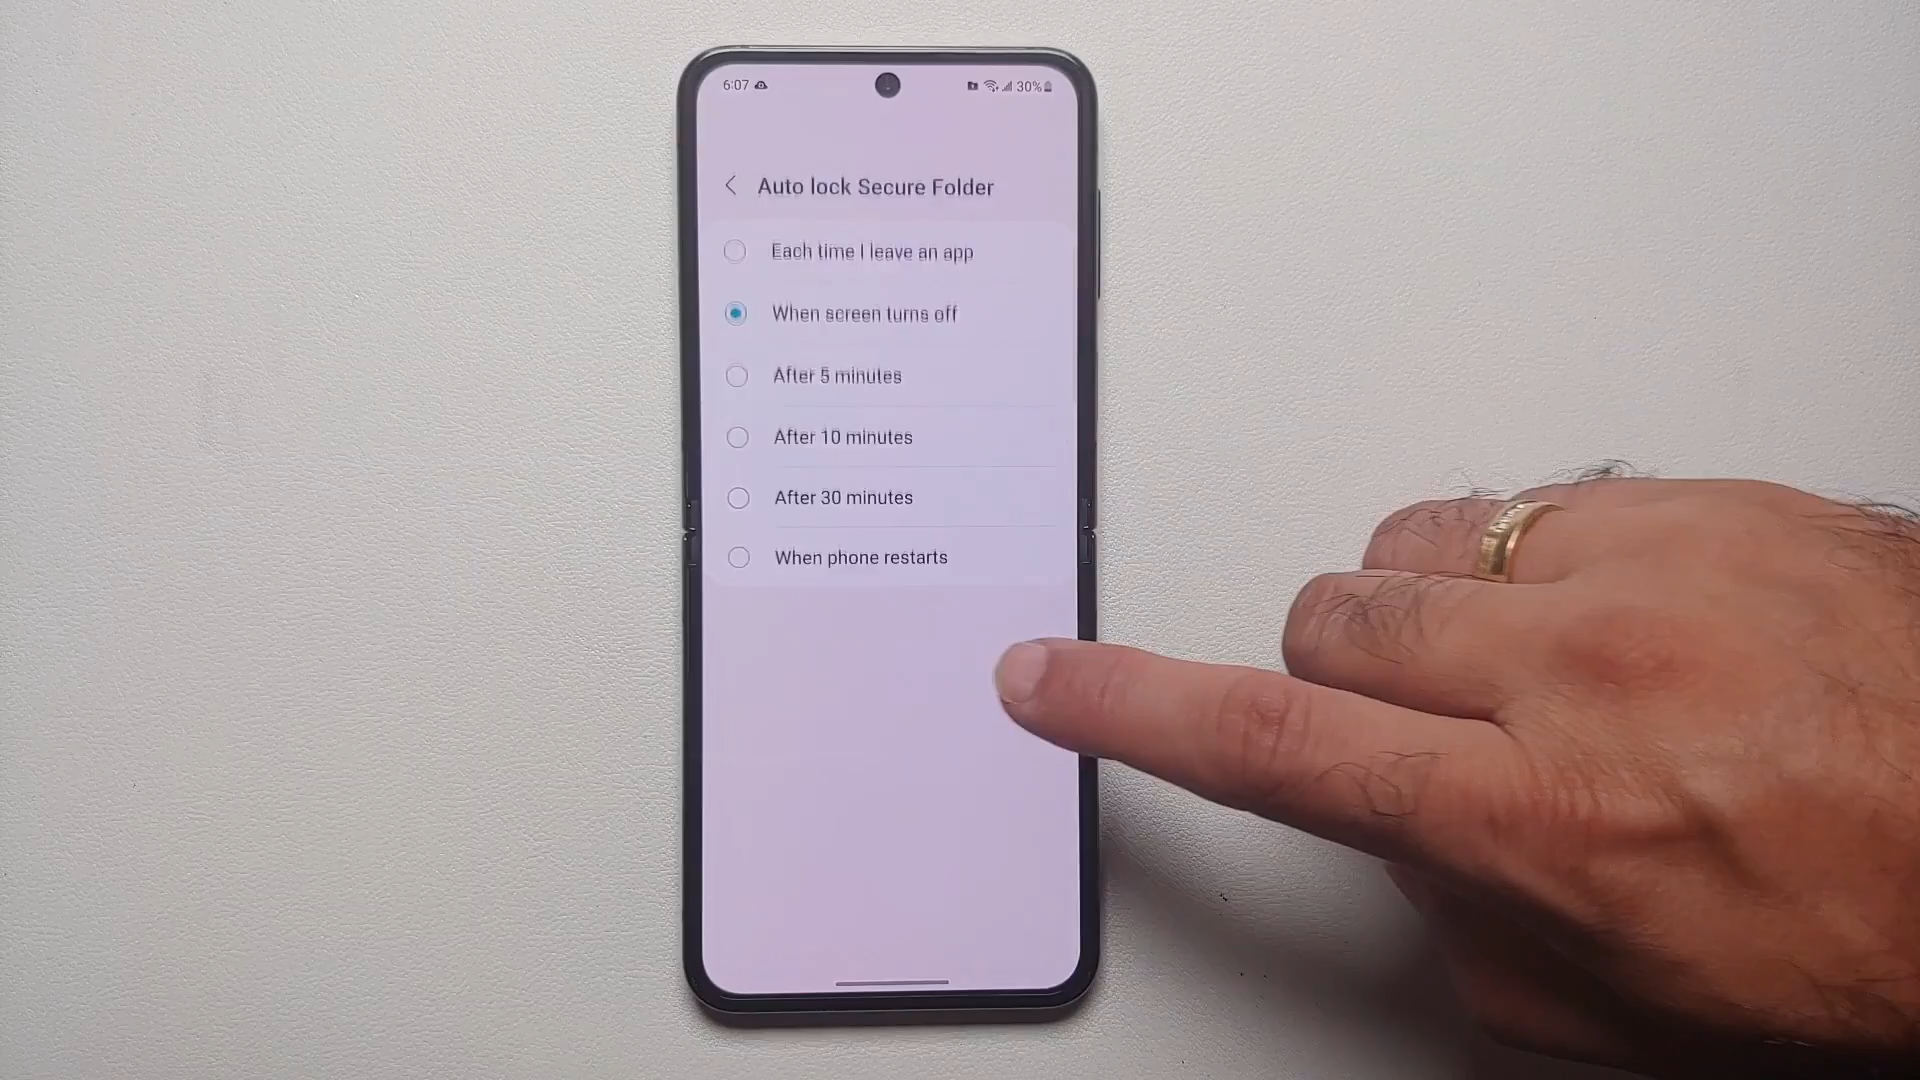 6:07
30%
Auto lock Secure Folder
Each time I leave an app
When screen turns off
After 5 minutes
After 10 minutes
After 30 minutes
When phone restarts